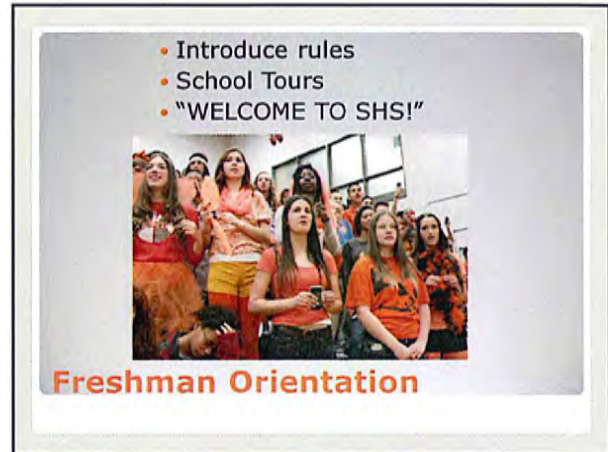 • Introduce rules
• School Tours
• “WELCOME TO SHS!”
Freshman Orientation